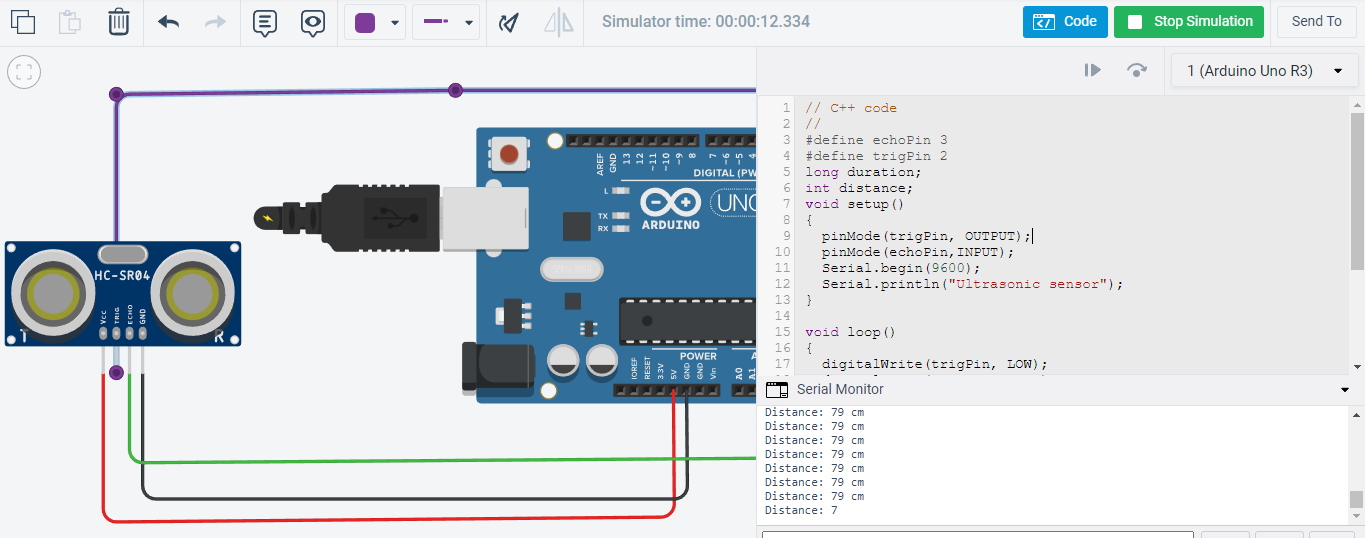 Simulator time: 00:00:12.334
Code
Stop Simulation
Send To
1 (Arduino Uno R3)
HC-SR04
VCC
TRIG
ECHO
GND
T
R
AREF
GND
13
12
~11
~10
~9
8
7
~6
~5
4
DIGITAL (PW
L
TX
RX
UNO
ARDUINO
POWER
A
IOREF
RESET
3.3V
5V
GND
GND
Vin
A0
A1
1 // C++ code
2 //
3 #define echoPin 3
4 #define trigPin 2
5 long duration;
6 int distance;
7 void setup()
8 {
9 pinMode(trigPin, OUTPUT);
10 pinMode(echoPin,INPUT);
11 Serial.begin(9600);
12 Serial.println("Ultrasonic sensor");
13 }
14
15 void loop()
16 {
17 digitalWrite(trigPin, LOW);
Serial Monitor
Distance: 79 cm
Distance: 79 cm
Distance: 79 cm
Distance: 79 cm
Distance: 79 cm
Distance: 79 cm
Distance: 79 cm
Distance: 7